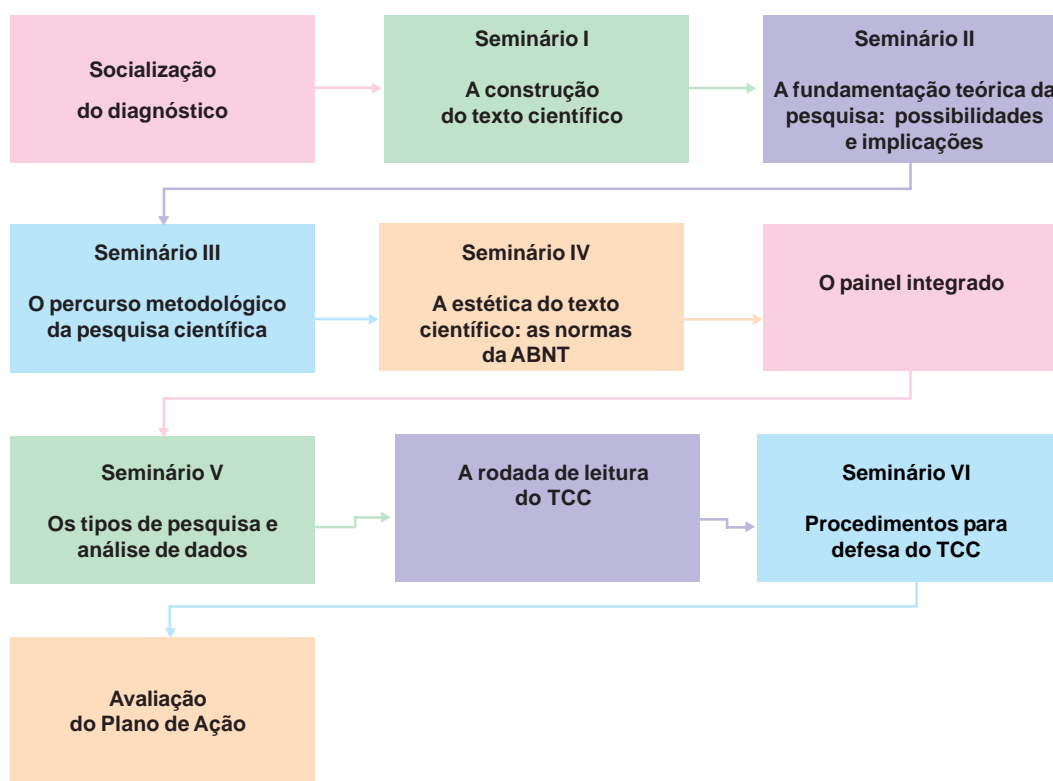 Socialização
do diagnóstico
Seminário I
A construção
do texto científico
Seminário II
A fundamentação teórica da
pesquisa: possibilidades
e implicações
Seminário III
O percurso metodológico
da pesquisa científica
Seminário IV
A estética do texto
científico: as normas
da ABNT
O painel integrado
Seminário V
Os tipos de pesquisa e
análise de dados
A rodada de leitura
do TCC
Seminário VI
Procedimentos para
defesa do TCC
Avaliação
do Plano de Ação